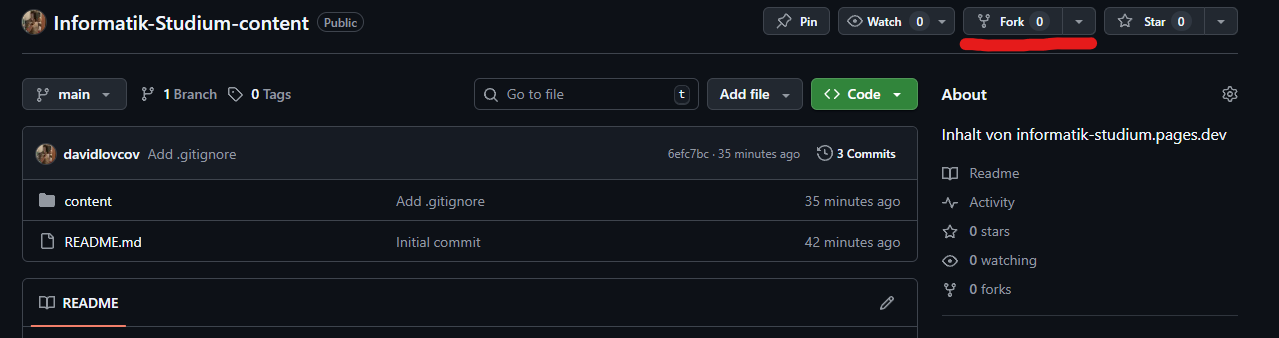 Informatik-Studium-content Public
Pin Watch 0 Fork 0 Star 0
main 1 Branch 0 Tags Go to file t Add file Code
davidlovcov Add .gitignore 6efc7bc · 35 minutes ago 3 Commits
content Add .gitignore 35 minutes ago
README.md Initial commit 42 minutes ago
README
About
Inhalt von informatik-studium.pages.dev
Readme
Activity
0 stars
0 watching
0 forks